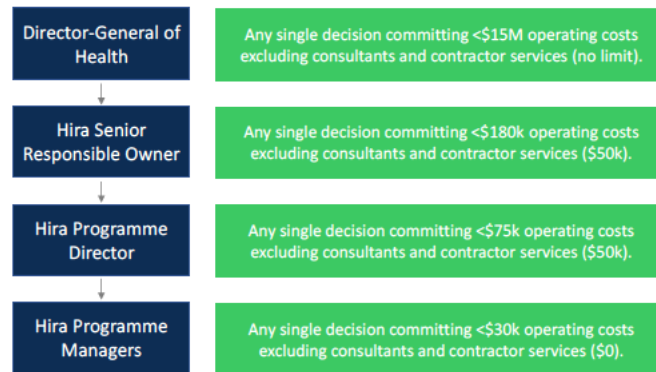 Director-General of
Health
Any single decision committing <$15M operating costs
excluding consultants and contractor services (no limit).
Hira Senior
Responsible Owner
Any single decision committing <$180k operating costs
excluding consultants and contractor services ($50k).
Hira Programme
Director
Any single decision committing <$75k operating costs
excluding consultants and contractor services ($50k).
Hira Programme
Managers
Any single decision committing <$30k operating costs
excluding consultants and contractor services ($0).